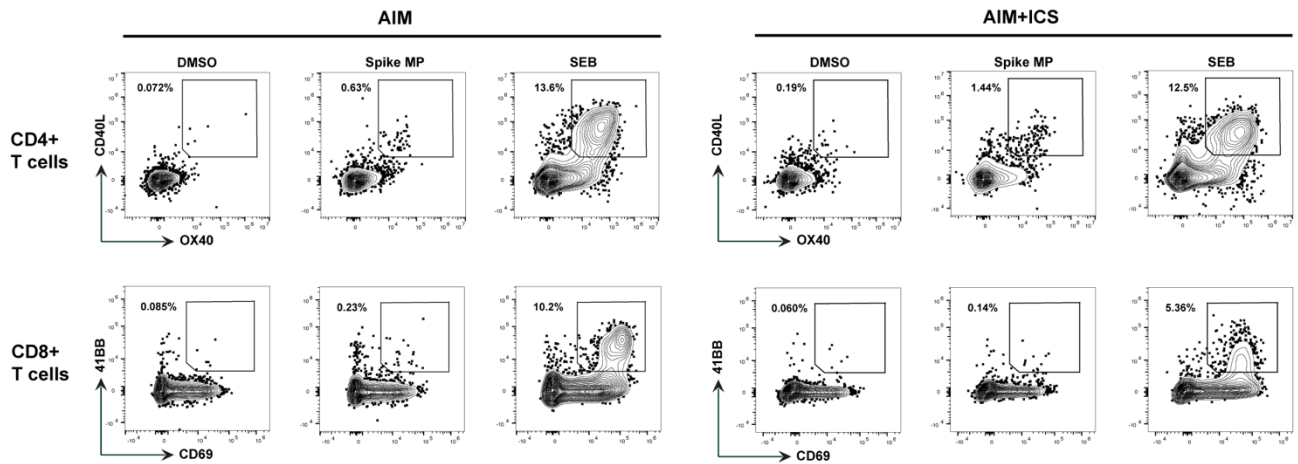 AIM AIM+ICS
DMSO Spike MP SEB DMSO Spike MP SEB
0.072% 0.63% 13.6% 0.19% 1.44% 12.5%
CD4+
T cells
CD40L CD40L
OX40 OX40
0.085% 0.23% 10.2% 0.060% 0.14% 5.36%
CD8+
T cells
41BB 41BB
CD69 CD69